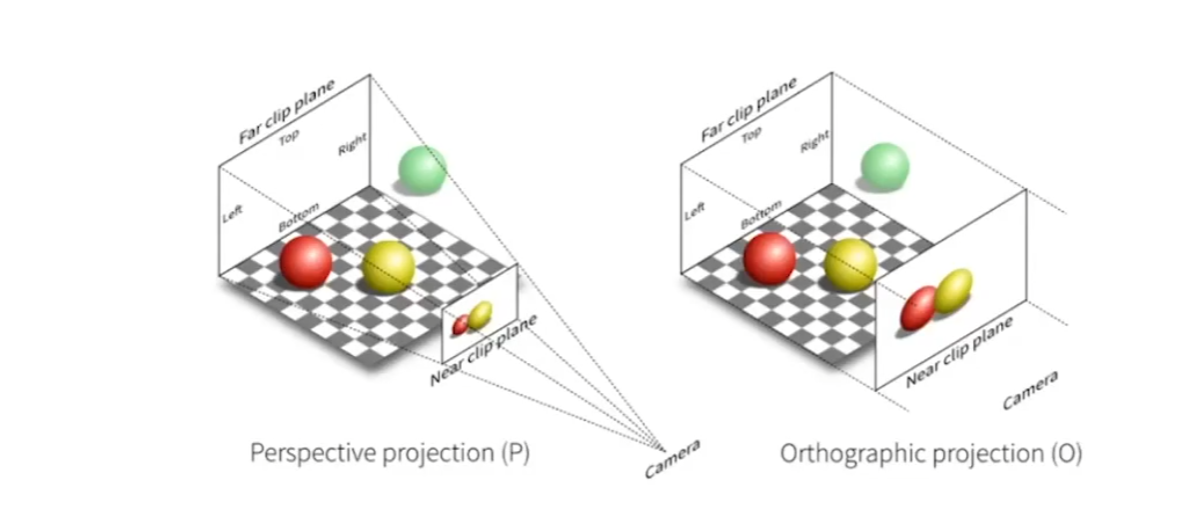 Far clip plane
Top
Right
Left
Bottom
Near clip plane
Camera
Perspective projection (P)
Far clip plane
Top
Right
Left
Bottom
Near clip plane
Camera
Orthographic projection (O)